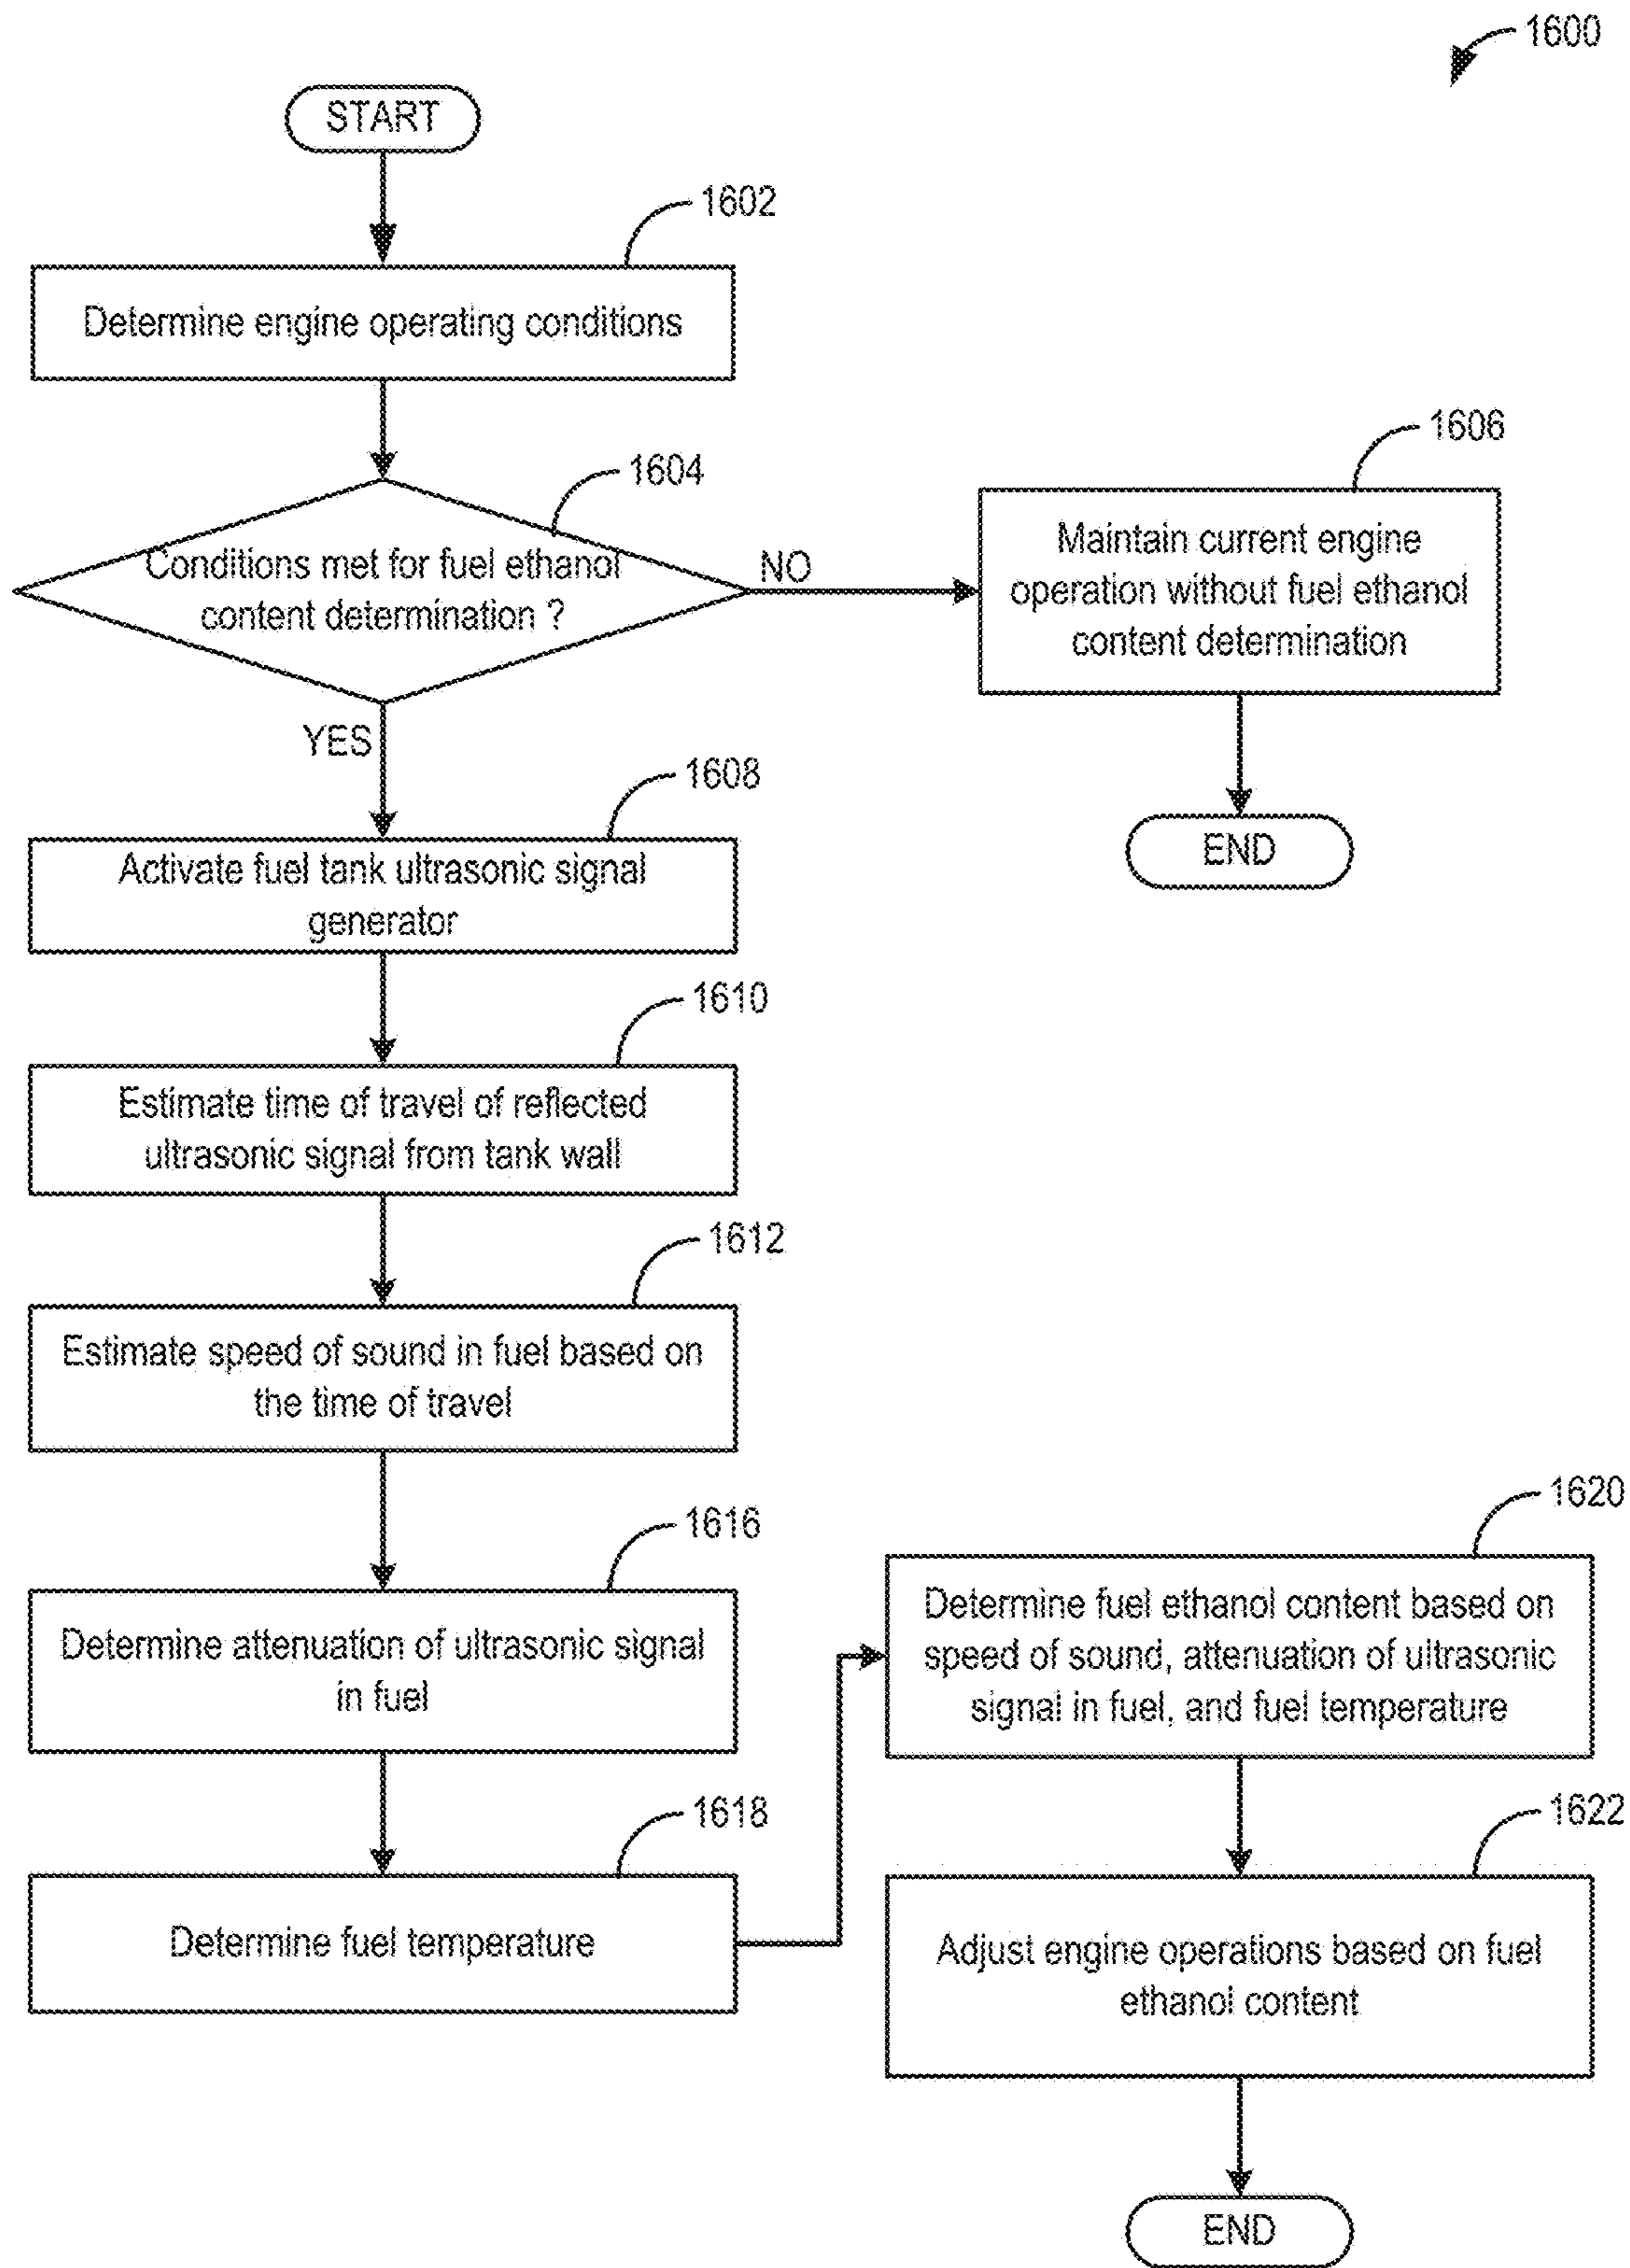 1600
START
1602
Determine engine operating conditions
1604
Conditions met for fuel ethanol
content determination ?
NO
1606
Maintain current engine
operation without fuel ethanol
content determination
END
YES
1608
Activate fuel tank ultrasonic signal
generator
1610
Estimate time of travel of reflected
ultrasonic signal from tank wall
1612
Estimate speed of sound in fuel based on
the time of travel
1616
Determine attenuation of ultrasonic signal
in fuel
1618
Determine fuel temperature
1620
Determine fuel ethanol content based on
speed of sound, attenuation of ultrasonic
signal in fuel, and fuel temperature
1622
Adjust engine operations based on fuel
ethanol content
END